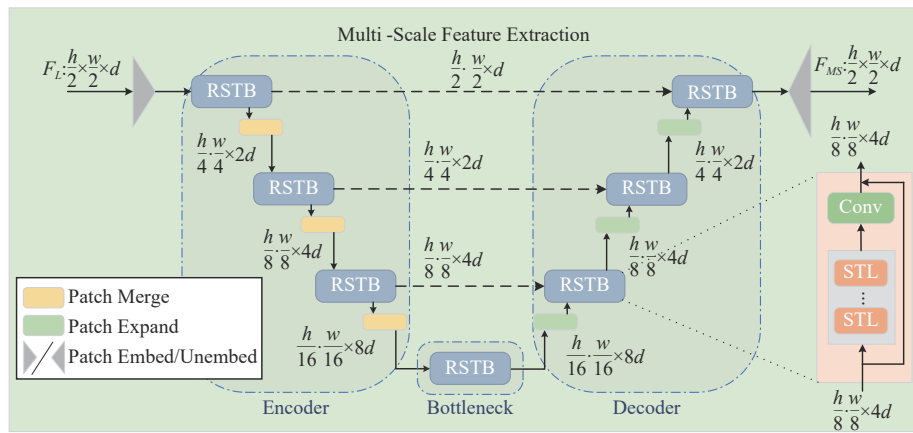 Multi -Scale Feature Extraction
F_L: h/2 × w/2 × d
RSTB
h/2 · w/2 × d
RSTB
F_MS: h/2 × w/2 × d
h/4 · w/4 × 2d
RSTB
h/4 · w/4 × 2d
RSTB
h/4 · w/4 × 2d
h/8 · w/8 × 4d
RSTB
h/8 · w/8 × 4d
RSTB
h/8 · w/8 × 4d
h/16 · w/16 × 8d
RSTB
h/16 · w/16 × 8d
Encoder
Bottleneck
Decoder
Patch Merge
Patch Expand
Patch Embed/Unembed
h/8 · w/8 × 4d
Conv
STL
...
STL
h/8 · w/8 × 4d